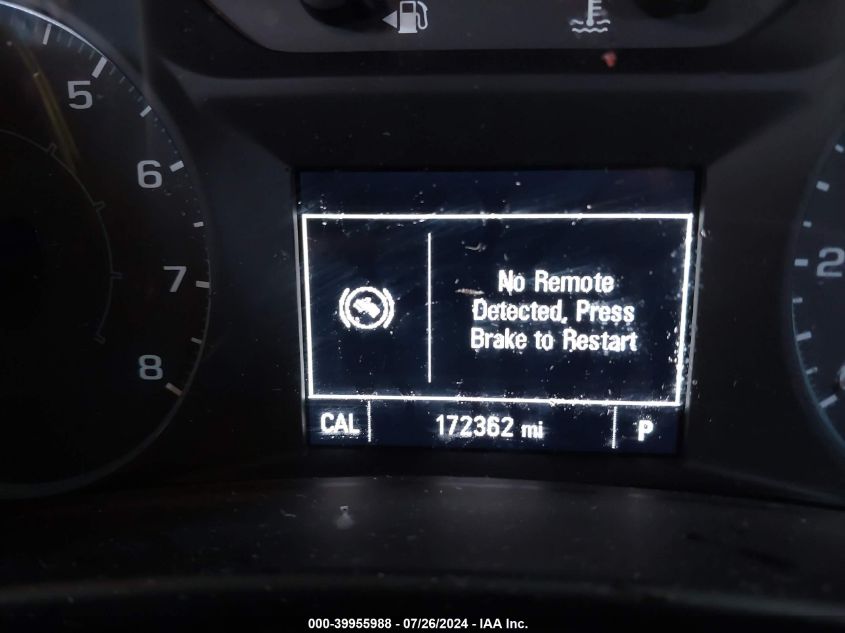 E
5
6
7
8
2
No Remote
Detected, Press
Brake to Restart
CAL 172362 mi P
000-39955988 - 07/26/2024 - IAA Inc.